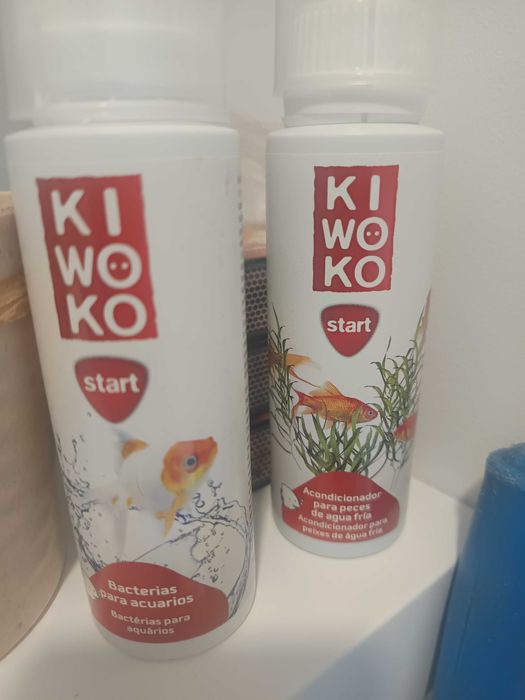 KI
WO
KO
start
Bacterias
para acuarios
Bactérias para
aquários
KI
WO
KO
start
Acondicionador
para peces
de agua fría
Acondicionador para
peixes de água fria